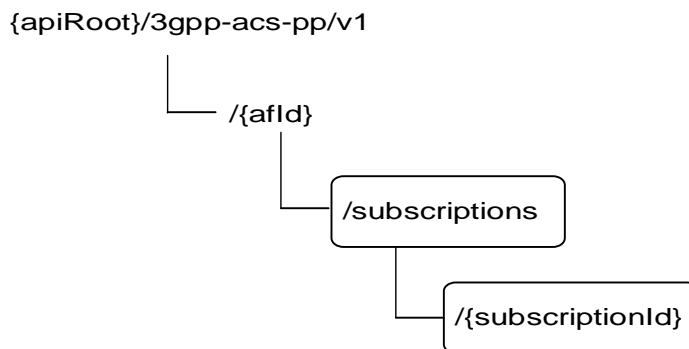 {apiRoot}/3gpp-acs-pp/v1
/{afId}
/subscriptions
/{subscriptionId}